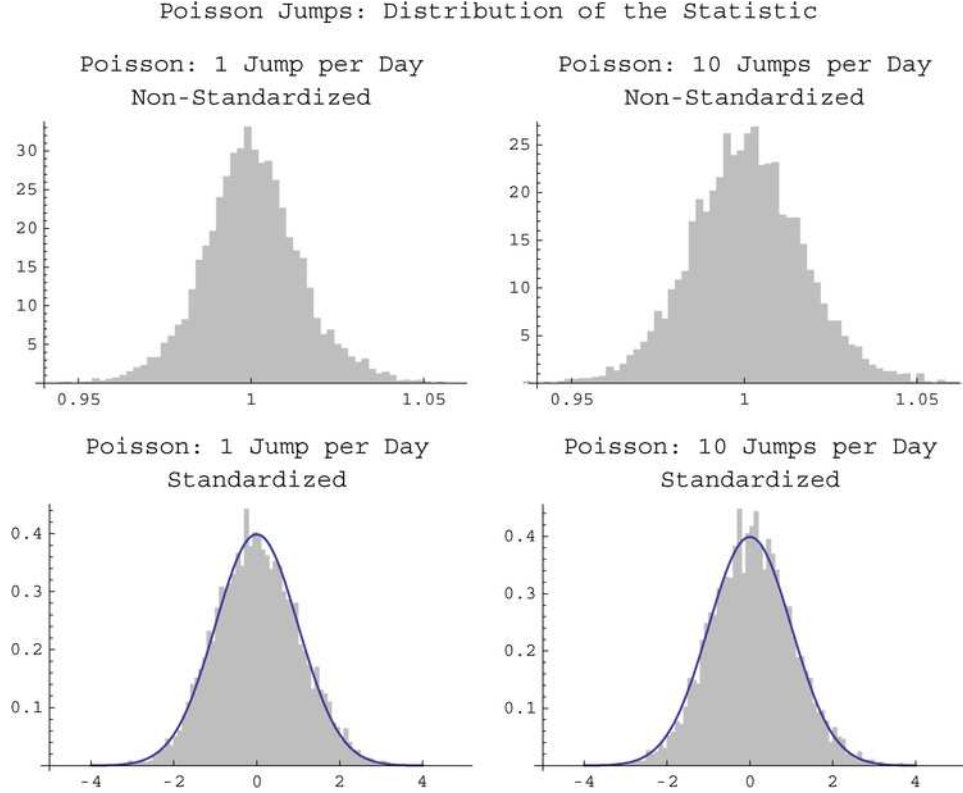 Poisson Jumps: Distribution of the Statistic
Poisson: 1 Jump per Day
Non-Standardized
30
25
20
15
10
5
0.95 1 1.05
Poisson: 10 Jumps per Day
Non-Standardized
25
20
15
10
5
0.95 1 1.05
Poisson: 1 Jump per Day
Standardized
0.4
0.3
0.2
0.1
-4 -2 0 2 4
Poisson: 10 Jumps per Day
Standardized
0.4
0.3
0.2
0.1
-4 -2 0 2 4